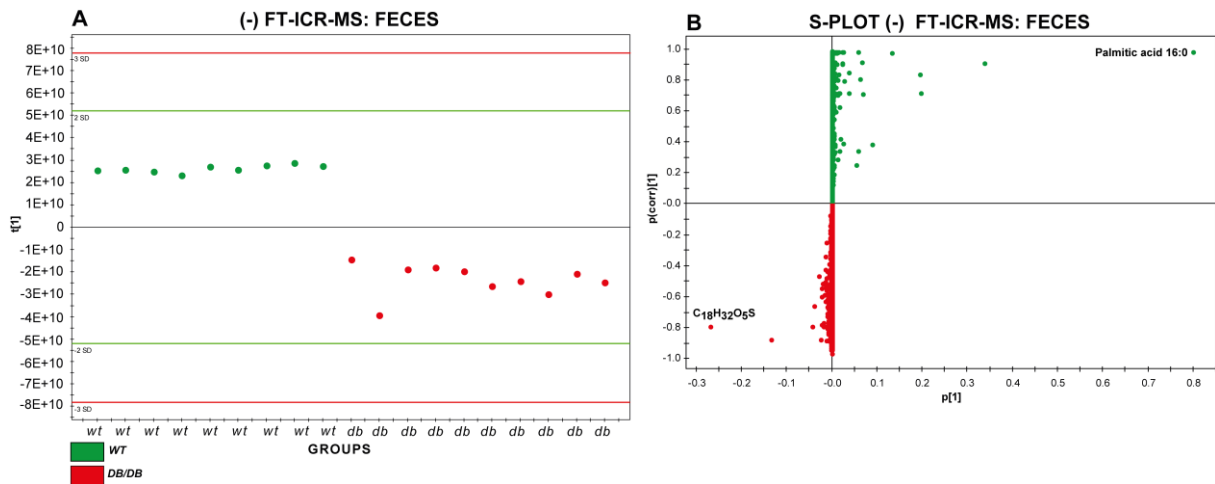 A
(-) FT-ICR-MS: FECES
8E+10
3 SD
7E+10
6E+10
5E+10
2 SD
4E+10
3E+10
2E+10
1E+10
0
-1E+10
-2E+10
-3E+10
-4E+10
-5E+10
-2 SD
-6E+10
-7E+10
-8E+10
-3 SD
t[1]
wt wt wt wt wt wt wt wt wt db db db db db db db db db db
GROUPS
WT
DB/DB
B
S-PLOT (-) FT-ICR-MS: FECES
Palmitic acid 16:0
1.0
0.8
0.6
0.4
0.2
-0.0
-0.2
-0.4
-0.6
-0.8
-1.0
p(corr)[1]
C18H32O5S
-0.3 -0.2 -0.1 -0.0 0.1 0.2 0.3 0.4 0.5 0.6 0.7 0.8
p[1]